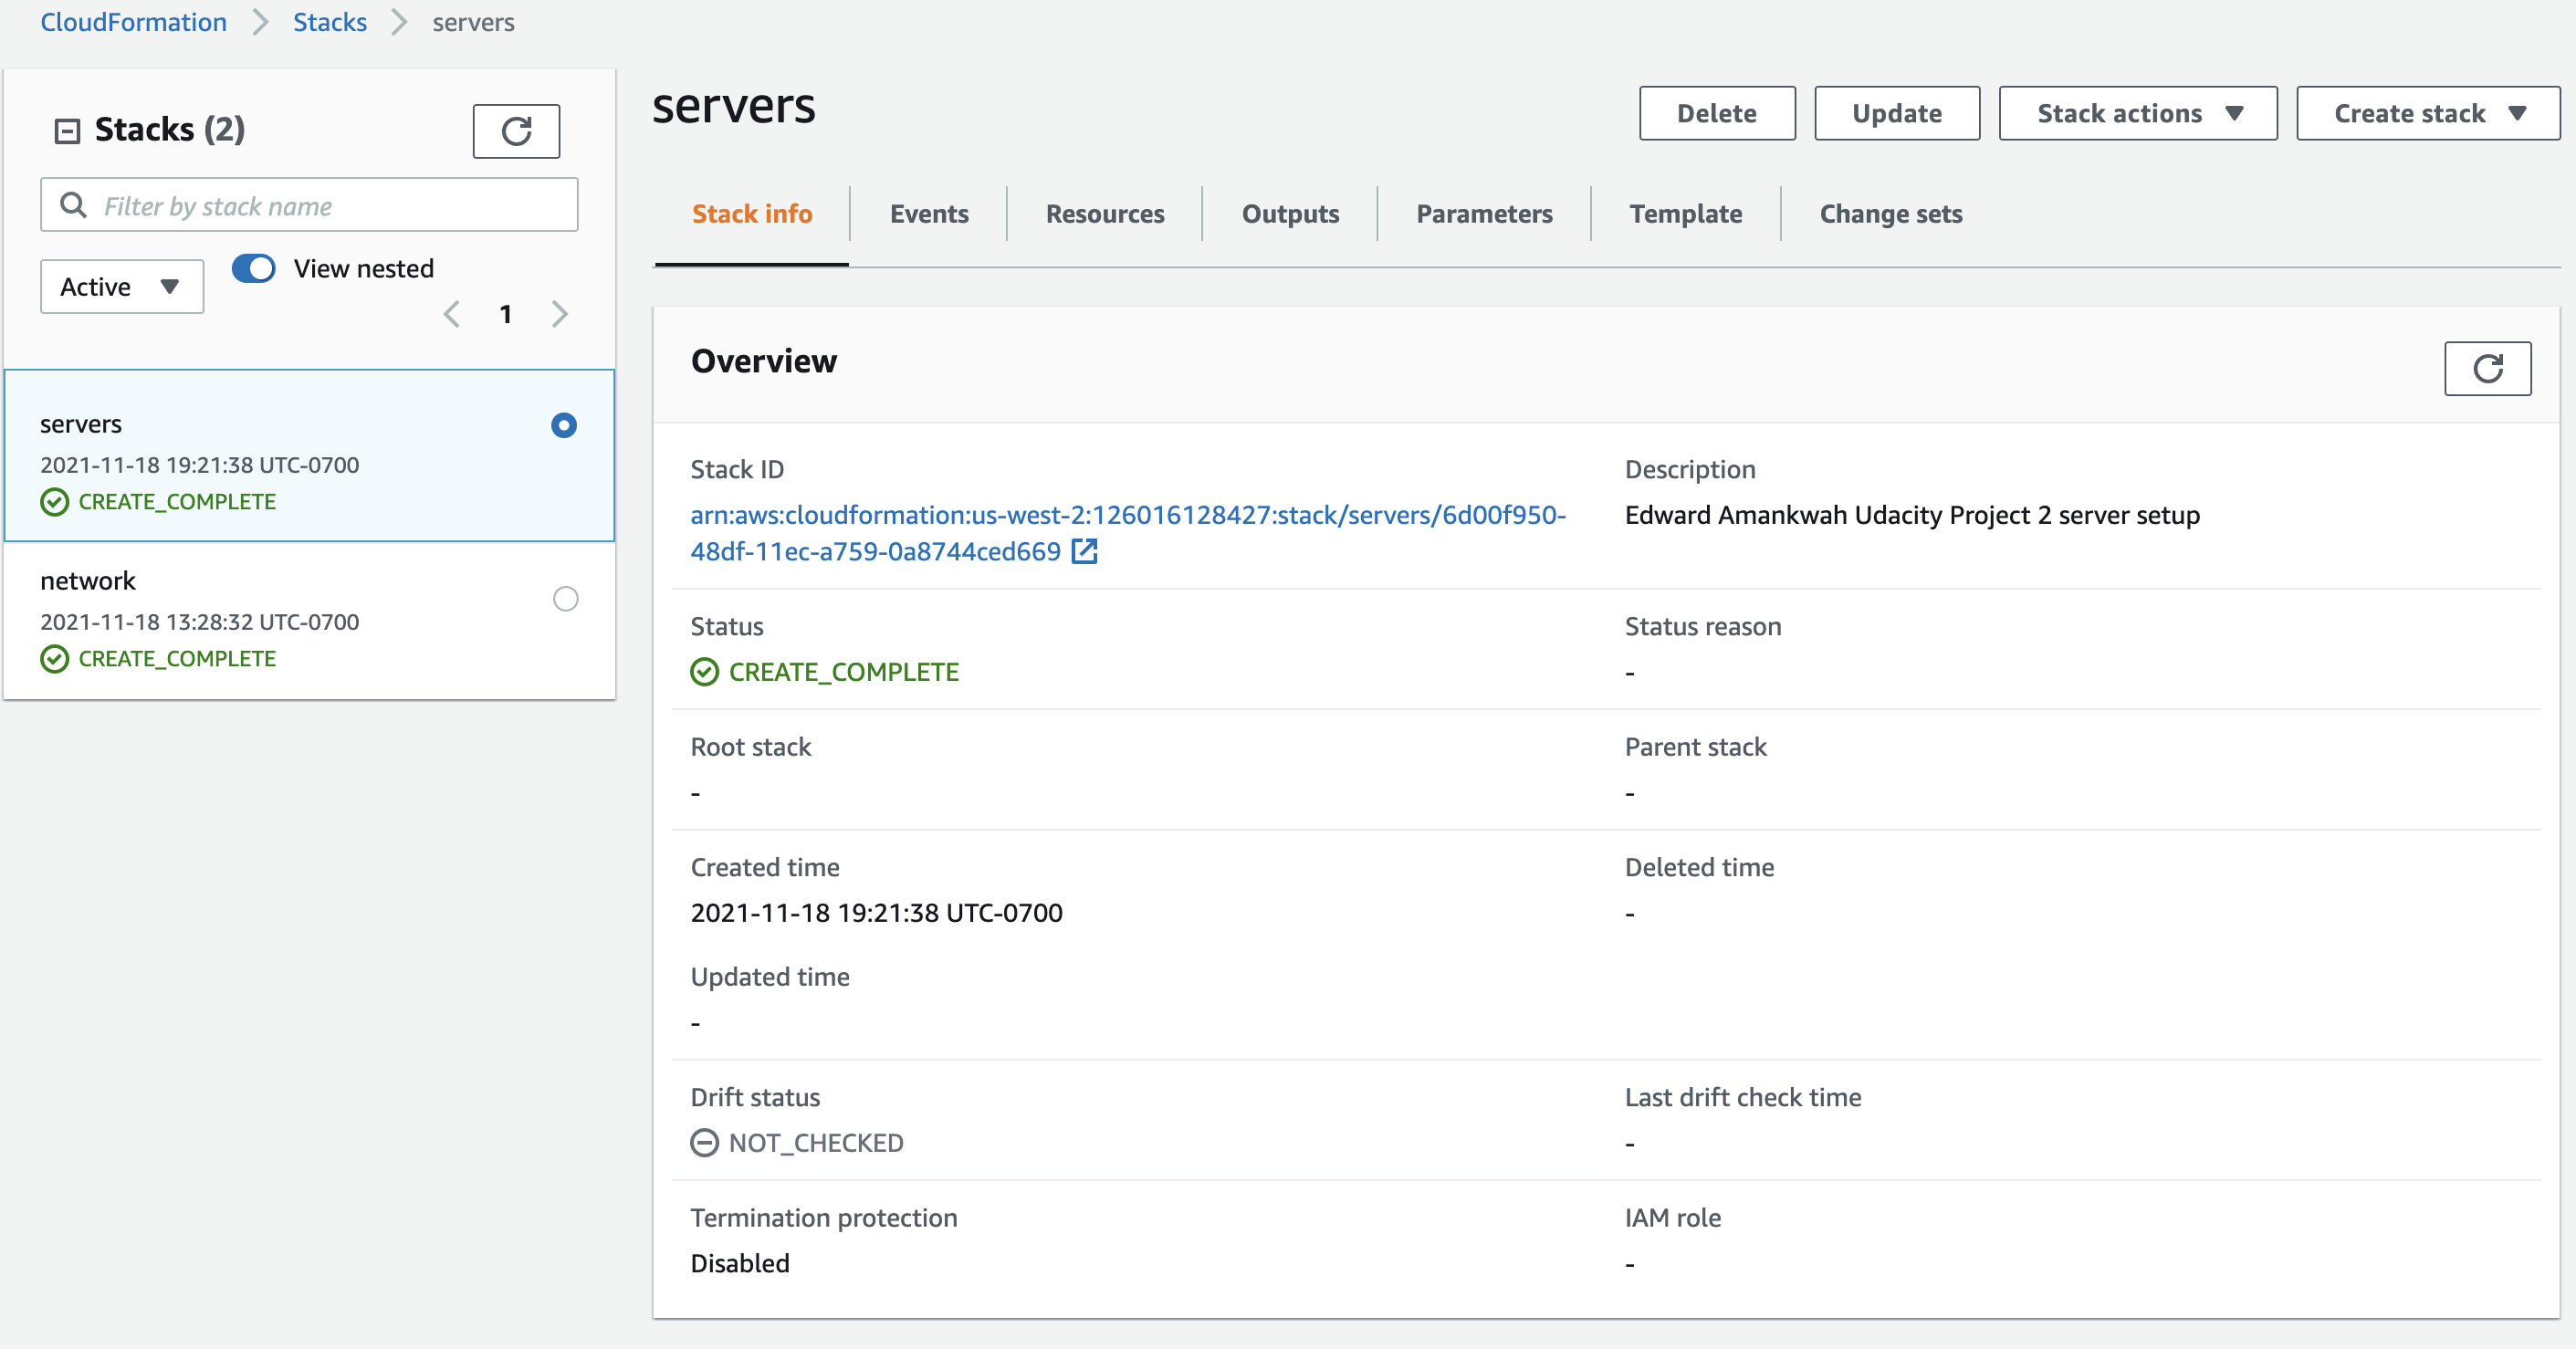 CloudFormation > Stacks > servers
Stacks (2)
Filter by stack name
Active View nested
1
servers
2021-11-18 19:21:38 UTC-0700
CREATE_COMPLETE
network
2021-11-18 13:28:32 UTC-0700
CREATE_COMPLETE
servers
Delete Update Stack actions Create stack
Stack info Events Resources Outputs Parameters Template Change sets
Overview
Stack ID
arn:aws:cloudformation:us-west-2:126016128427:stack/servers/6d00f950-
48df-11ec-a759-0a8744ced669
Description
Edward Amankwah Udacity Project 2 server setup
Status
CREATE_COMPLETE
Status reason
-
Root stack
-
Parent stack
-
Created time
2021-11-18 19:21:38 UTC-0700
Deleted time
-
Updated time
-
Drift status
NOT_CHECKED
Last drift check time
-
Termination protection
Disabled
IAM role
-